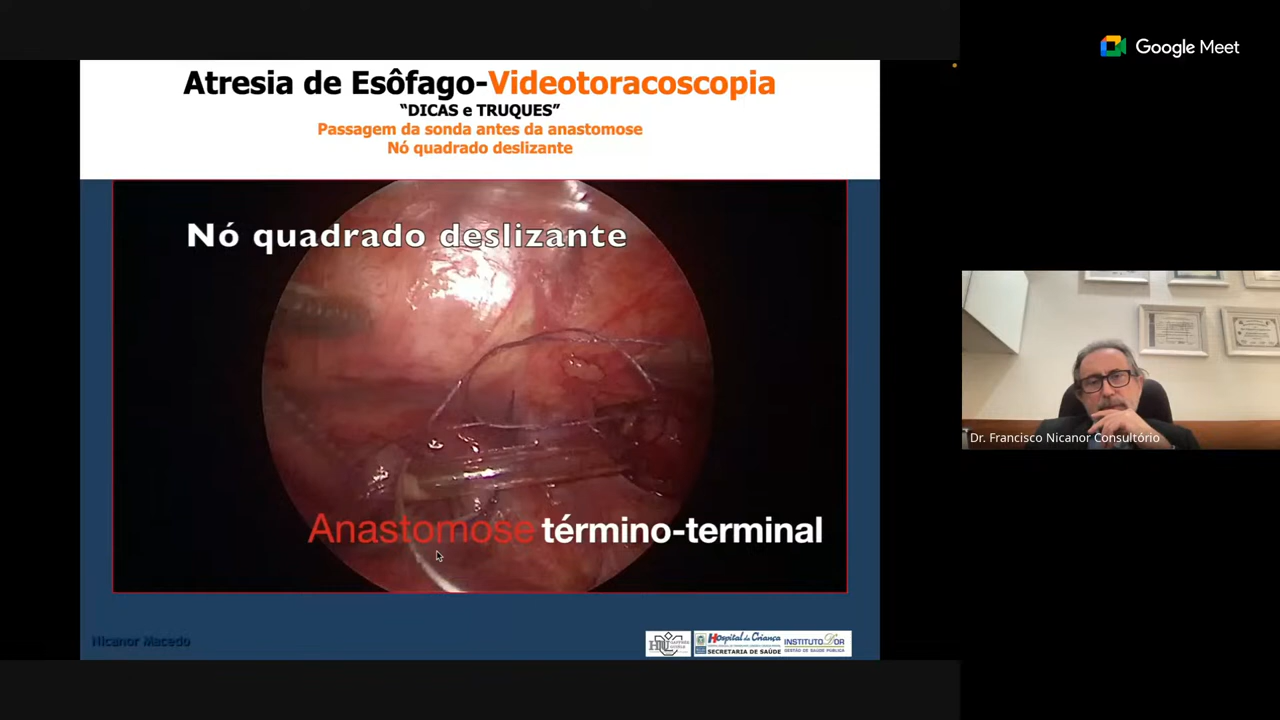 Atresia de Esôfago-Videotoracoscopia
“DICAS e TRUQUES”
Passagem da sonda antes da anastomose
Nó quadrado deslizante
Nó quadrado deslizante
Anastomose término-terminal
Nicanor Macedo
Hospital da Criança
SECRETARIA DE SAÚDE
INSTITUTO D'OR
GESTÃO DE SAÚDE PÚBLICA
Google Meet
Dr. Francisco Nicanor Consultório